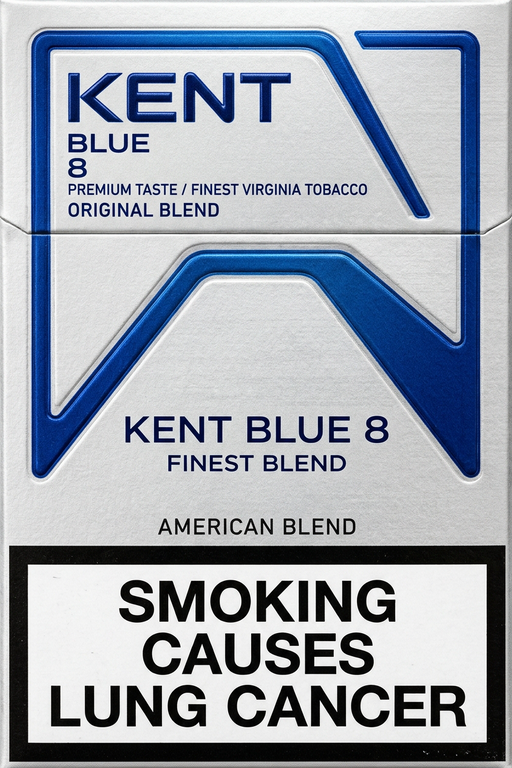 KENT
BLUE
8
PREMIUM TASTE / FINEST VIRGINIA TOBACCO
ORIGINAL BLEND
KENT BLUE 8
FINEST BLEND
AMERICAN BLEND
SMOKING
CAUSES
LUNG CANCER